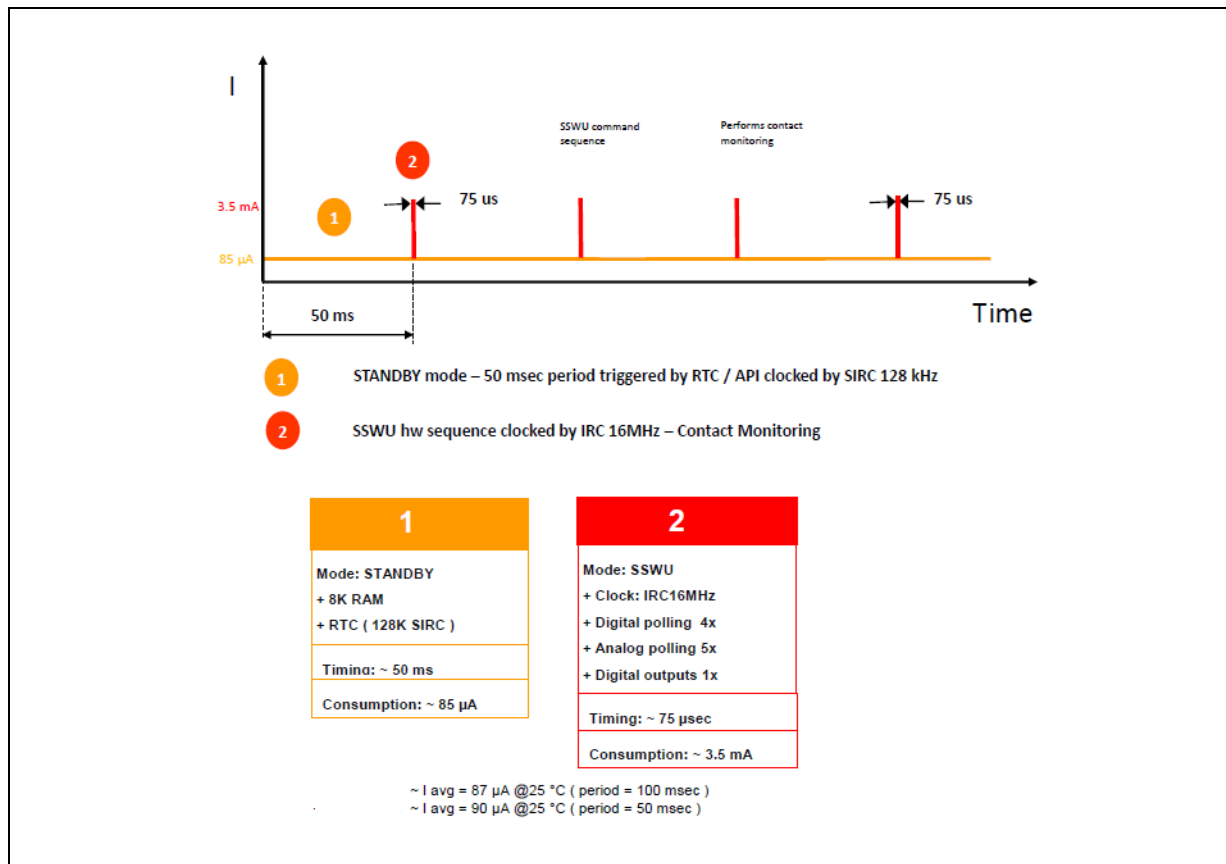 I
SSWU command
sequence
Performs contact
monitoring
2
1
3.5 mA
75 us
75 us
85 µA
50 ms
Time
1
STANDBY mode – 50 msec period triggered by RTC / API clocked by SIRC 128 kHz
2
SSWU hw sequence clocked by IRC 16MHz – Contact Monitoring
1
Mode: STANDBY
+ 8K RAM
+ RTC ( 128K SIRC )
Timing: ~ 50 ms
Consumption: ~ 85 µA
2
Mode: SSWU
+ Clock: IRC16MHz
+ Digital polling 4x
+ Analog polling 5x
+ Digital outputs 1x
Timing: ~ 75 µsec
Consumption: ~ 3.5 mA
~ I avg = 87 µA @25 °C ( period = 100 msec )
~ I avg = 90 µA @25 °C ( period = 50 msec )